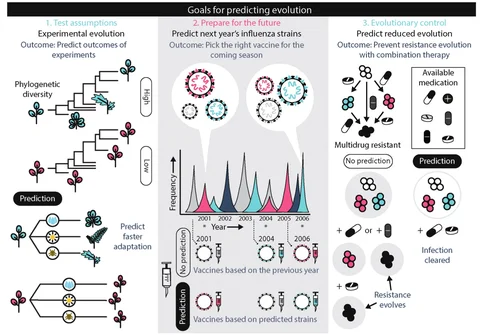 Goals for predicting evolution
1. Test assumptions
Experimental evolution
Outcome: Predict outcomes of
experiments
Phylogenetic
diversity
High
Low
Prediction
Predict
faster
adaptation
2. Prepare for the future
Predict next year's influenza strains
Outcome: Pick the right vaccine for the
coming season
Frequency
2001
2002
2003
2004
2005
2006
Year
No prediction
2001
2004
2006
Vaccines based on the previous year
Prediction
Vaccines based on predicted strains
3. Evolutionary control
Predict reduced evolution
Outcome: Prevent resistance evolution
with combination therapy
Available
medication
Multidrug resistant
No prediction
Prediction
+ or +
+
Infection
cleared
+
Resistance
evolves